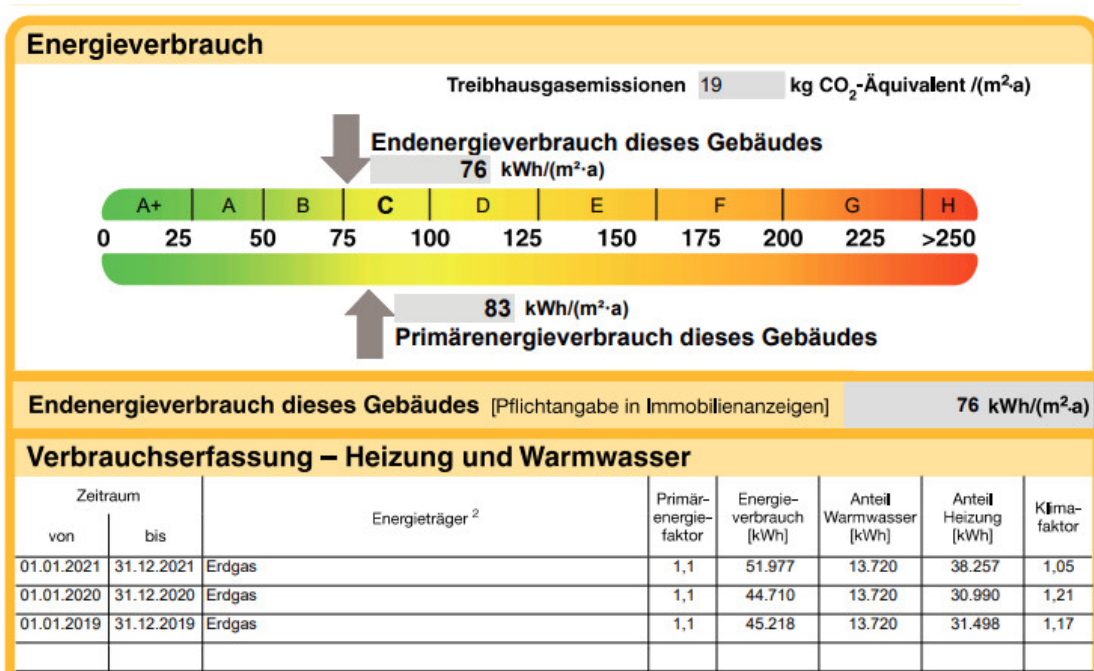 Energieverbrauch
Treibhausgasemissionen 19 kg CO₂-Äquivalent /(m²·a)
Endenergieverbrauch dieses Gebäudes
76 kWh/(m²·a)
A+ A B C D E F G H
0 25 50 75 100 125 150 175 200 225 >250
83 kWh/(m²·a)
Primärenergieverbrauch dieses Gebäudes
Endenergieverbrauch dieses Gebäudes [Pflichtangabe in Immobilienanzeigen] 76 kWh/(m²·a)
Verbrauchserfassung – Heizung und Warmwasser
Zeitraum
von bis
Energieträger ²
Primär-
energie-
faktor
Energie-
verbrauch
[kWh]
Anteil
Warmwasser
[kWh]
Anteil
Heizung
[kWh]
Klima-
faktor
01.01.2021 31.12.2021 Erdgas 1,1 51.977 13.720 38.257 1,05
01.01.2020 31.12.2020 Erdgas 1,1 44.710 13.720 30.990 1,21
01.01.2019 31.12.2019 Erdgas 1,1 45.218 13.720 31.498 1,17